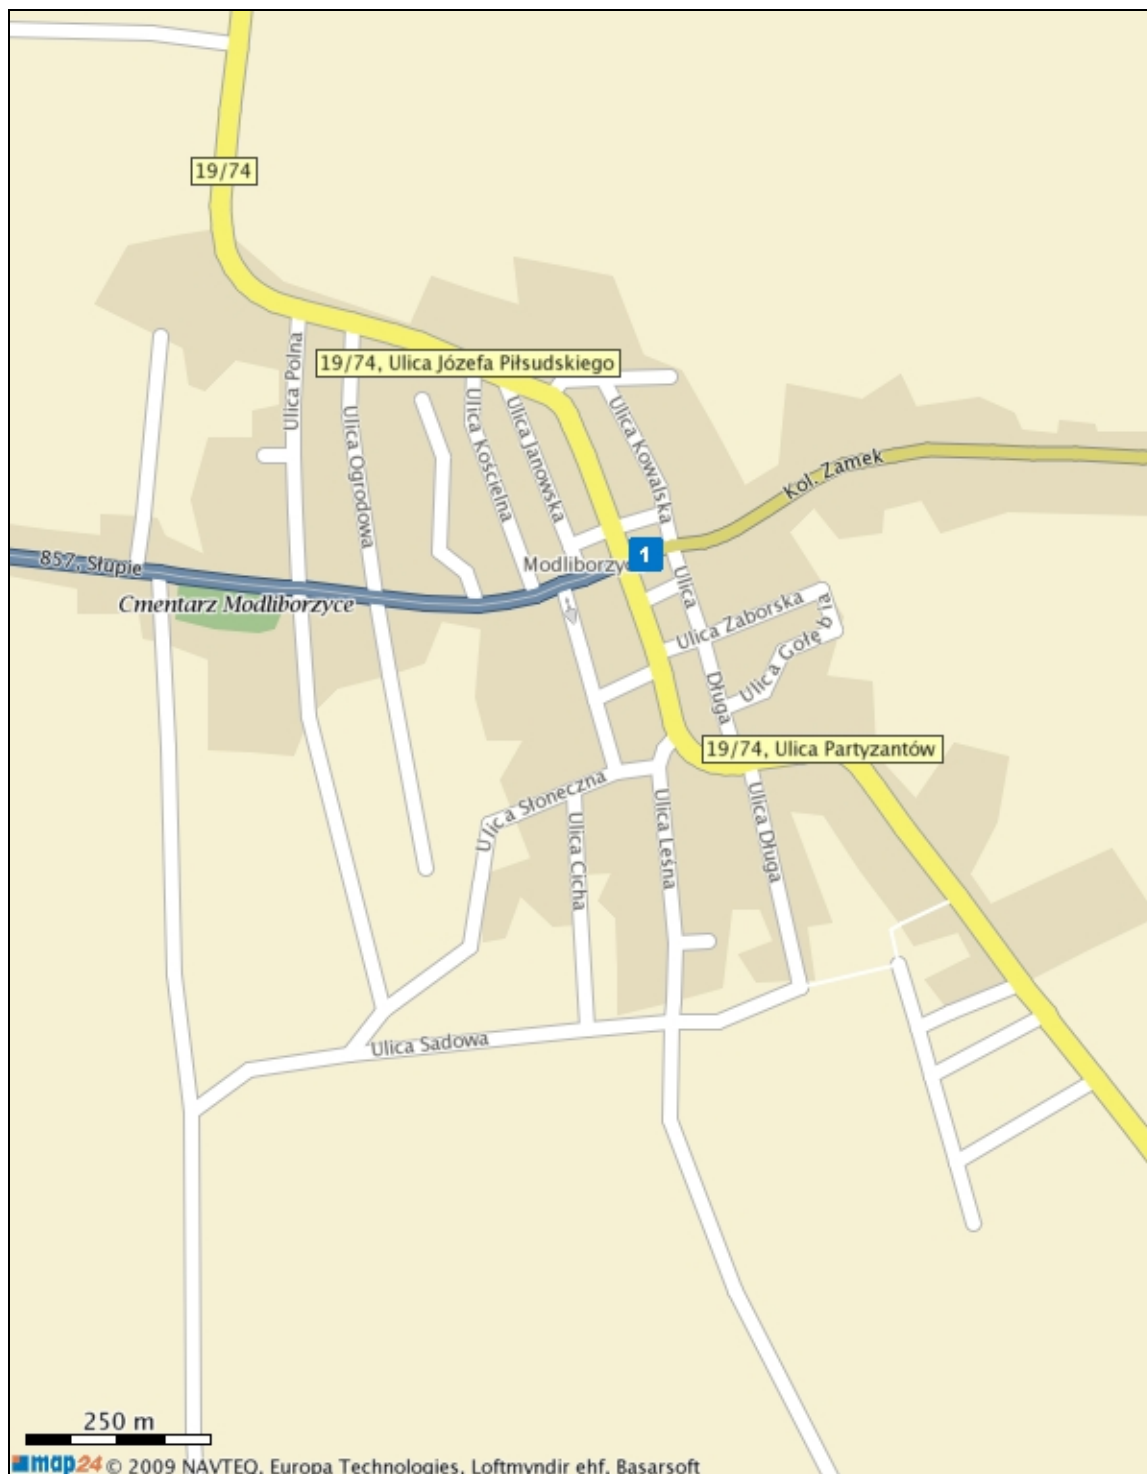 19/74
Ulica Polna
19/74, Ulica Józefa Piłsudskiego
Ulica Ogrodowa
Ulica Kościelna
Ulica Janowska
Ulica Kowalska
Kol. Zamek
857, Słupie
Modliborzyc
1
Cmentarz Modliborzyce
Ulica
Długa
Ulica Zaborska
Ulica Gołębia
19/74, Ulica Partyzantów
Ulica Słoneczna
Ulica Cicha
Ulica Leśna
Ulica Długa
Ulica Sadowa
250 m
map24 © 2009 NAVTEQ, Europa Technologies, Loftmyndir ehf, Basarsoft